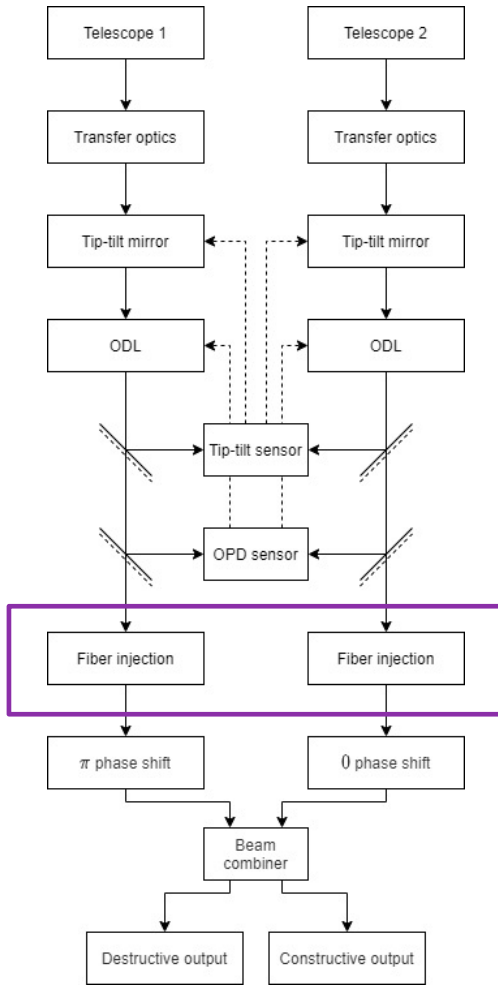 Telescope 1
Telescope 2
Transfer optics
Transfer optics
Tip-tilt mirror
Tip-tilt mirror
ODL
ODL
Tip-tilt sensor
OPD sensor
Fiber injection
Fiber injection
π phase shift
0 phase shift
Beam
combiner
Destructive output
Constructive output